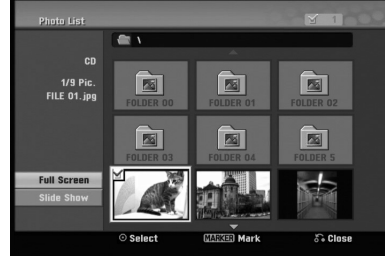 Photo List
1
\
CD
1/9 Pic.
FILE 01.jpg
FOLDER 00
FOLDER 01
FOLDER 02
FOLDER 03
FOLDER 04
FOLDER 5
Full Screen
Slide Show
Select
MARKER Mark
Close